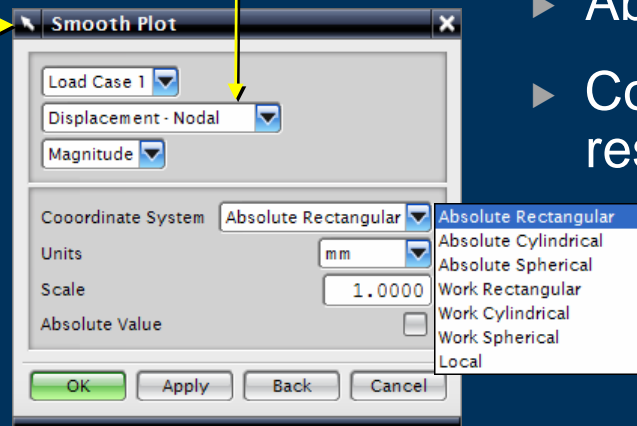 Smooth Plot
Load Case 1
Displacement - Nodal
Magnitude
Cooordinate System Absolute Rectangular
Units mm
Scale 1.0000
Absolute Value
OK Apply Back Cancel
Absolute Rectangular
Absolute Cylindrical
Absolute Spherical
Work Rectangular
Work Cylindrical
Work Spherical
Local